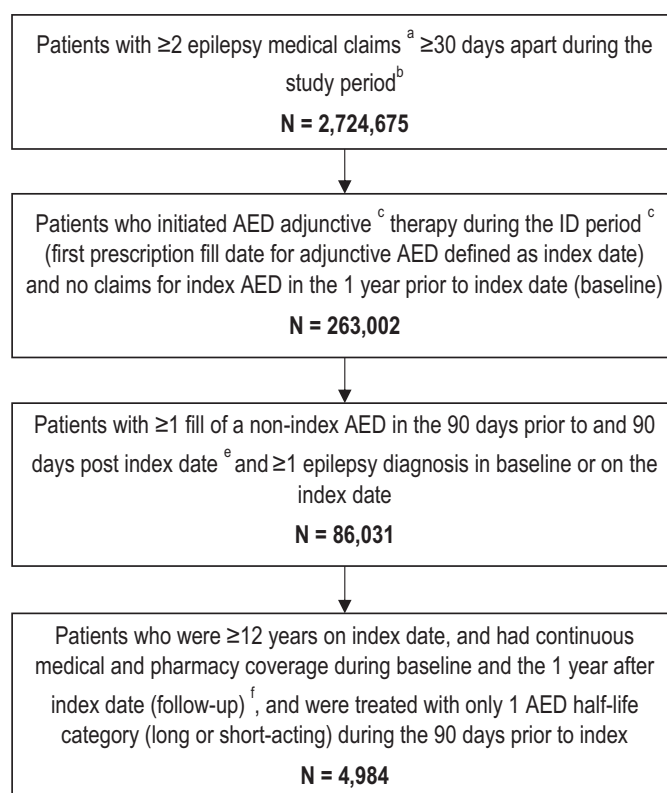 Patients with ≥2 epilepsy medical claims a ≥30 days apart during the
study periodb
N = 2,724,675
Patients who initiated AED adjunctive c therapy during the ID period c
(first prescription fill date for adjunctive AED defined as index date)
and no claims for index AED in the 1 year prior to index date (baseline)
N = 263,002
Patients with ≥1 fill of a non-index AED in the 90 days prior to and 90
days post index date e and ≥1 epilepsy diagnosis in baseline or on the
index date
N = 86,031
Patients who were ≥12 years on index date, and had continuous
medical and pharmacy coverage during baseline and the 1 year after
index date (follow-up) f, and were treated with only 1 AED half-life
category (long or short-acting) during the 90 days prior to index
N = 4,984